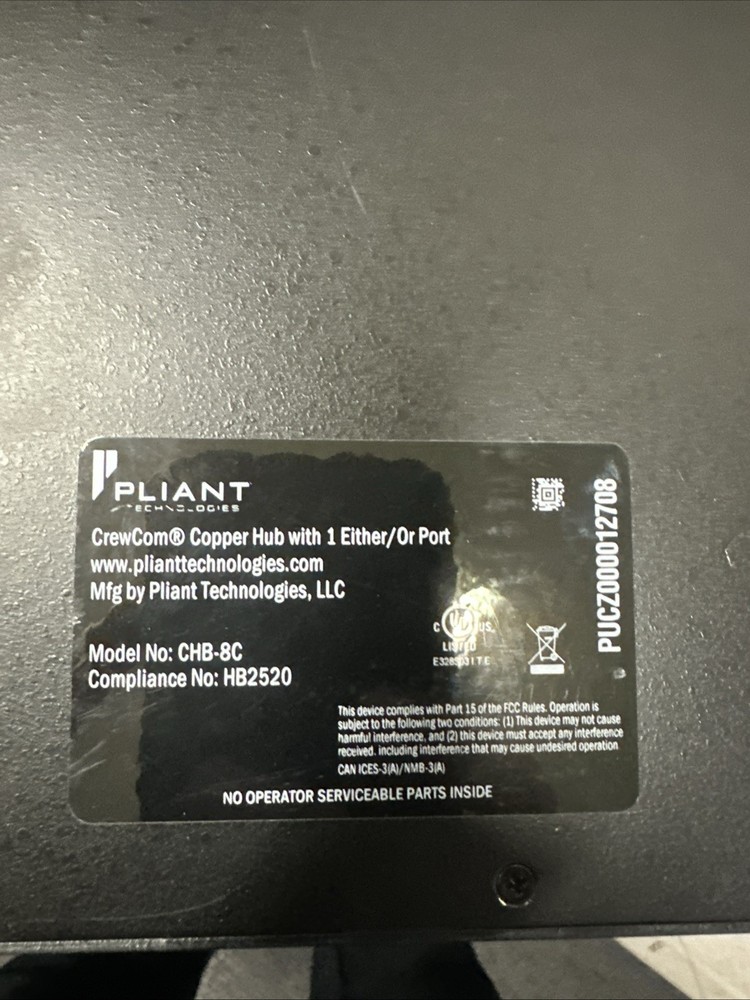 PLIANT
TECHNOLOGIES
CrewCom® Copper Hub with 1 Either/Or Port
www.plianttechnologies.com
Mfg by Pliant Technologies, LLC
Model No: CHB-8C
Compliance No: HB2520
C UL US
LISTED
I.T.E
PUCZ000012708
This device complies with Part 15 of the FCC Rules. Operation is
subject to the following two conditions: (1) This device may not cause
harmful interference, and (2) this device must accept any interference
received, including interference that may cause undesired operation
CAN ICES-3(A)/NMB-3(A)
NO OPERATOR SERVICEABLE PARTS INSIDE